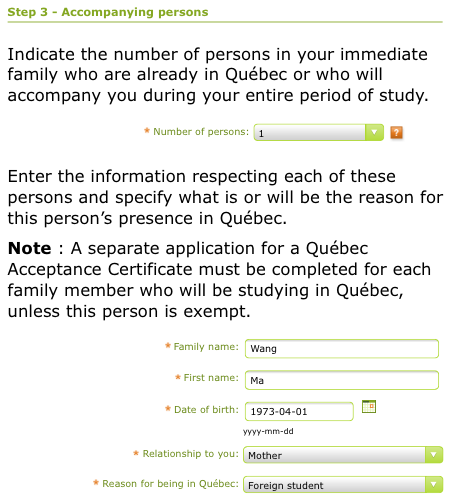 Step 3 - Accompanying persons
Indicate the number of persons in your immediate
family who are already in Québec or who will
accompany you during your entire period of study.
* Number of persons: 1 ?
Enter the information respecting each of these
persons and specify what is or will be the reason for
this person’s presence in Québec.
Note : A separate application for a Québec
Acceptance Certificate must be completed for each
family member who will be studying in Québec,
unless this person is exempt.
* Family name: Wang
* First name: Ma
* Date of birth: 1973-04-01
yyyy-mm-dd
* Relationship to you: Mother
* Reason for being in Québec: Foreign student